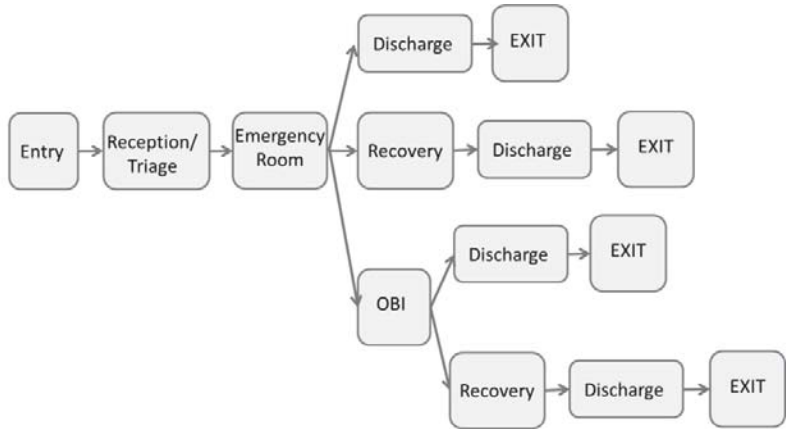 Discharge
EXIT
Entry
Reception/
Triage
Emergency
Room
Recovery
Discharge
EXIT
OBI
Discharge
EXIT
Recovery
Discharge
EXIT